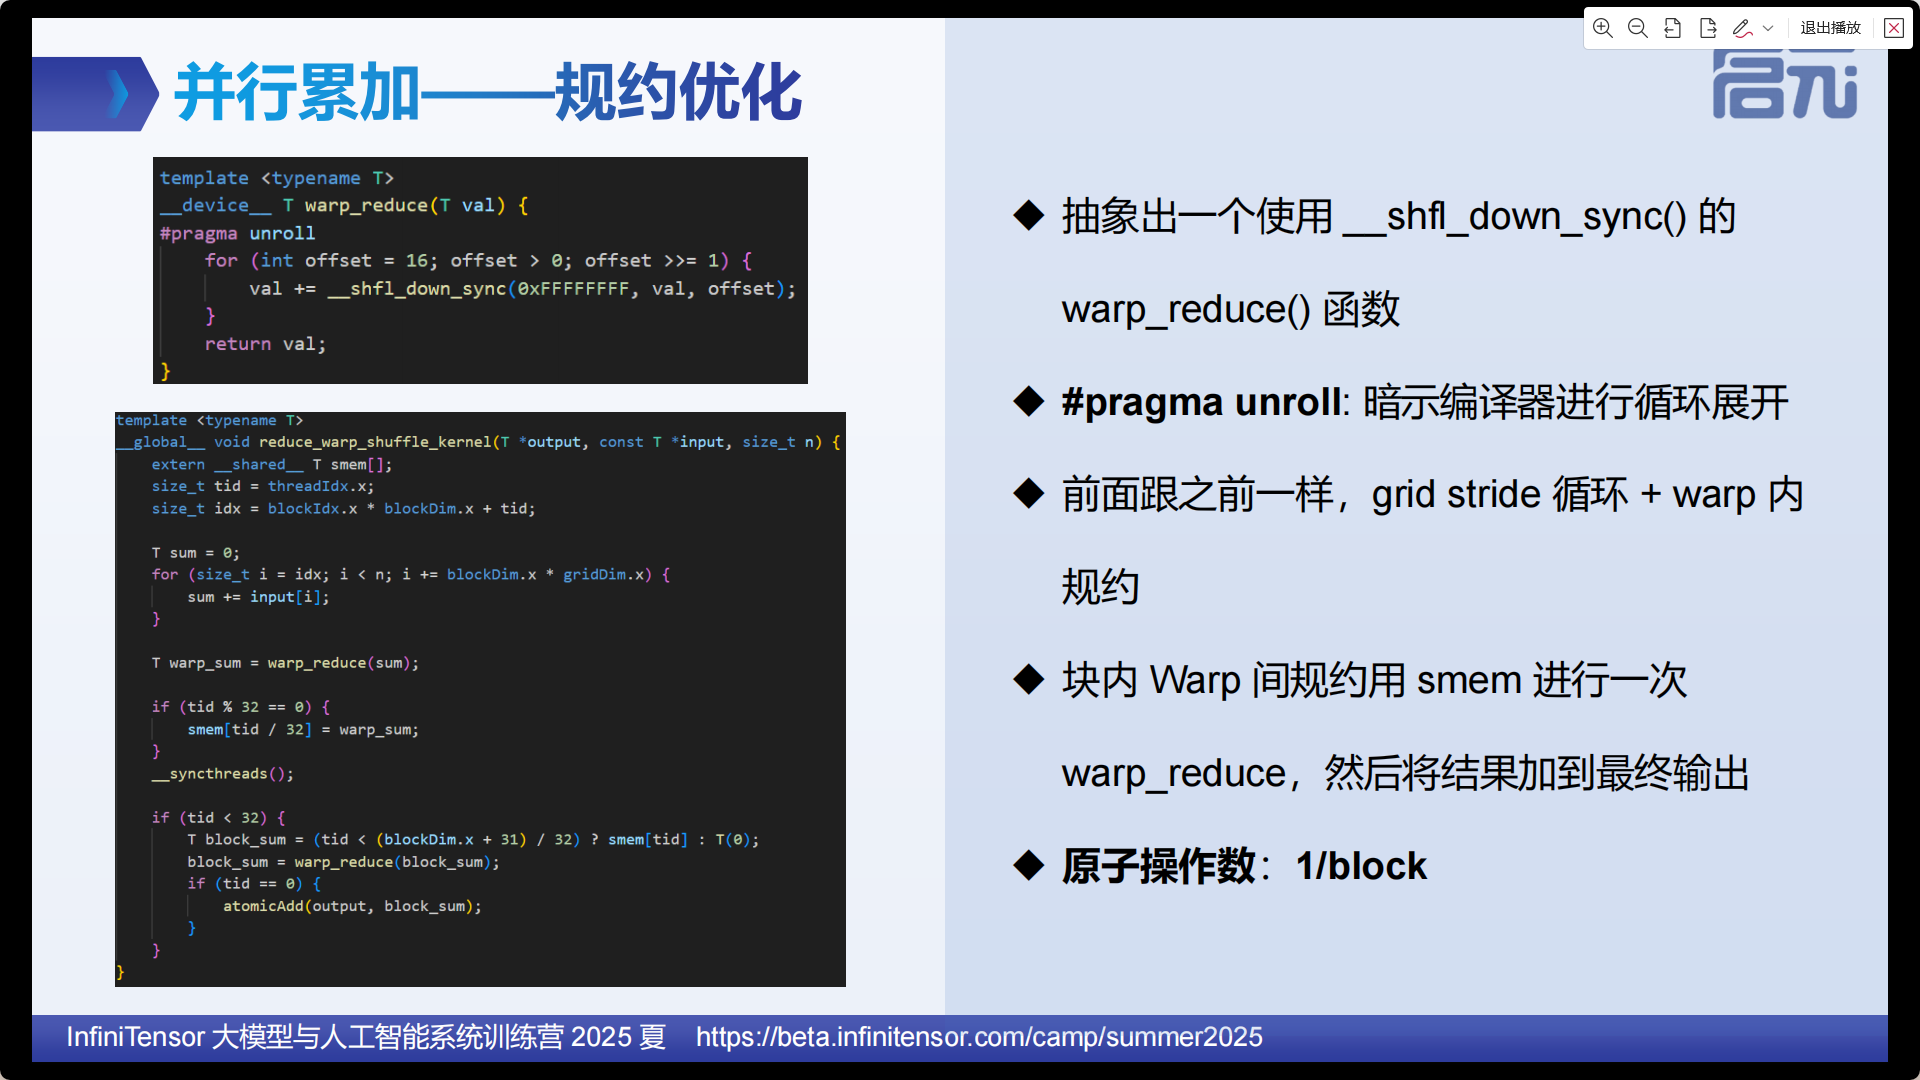 退出播放
并行累加——规约优化
启元
template <typename T>
__device__ T warp_reduce(T val) {
#pragma unroll
    for (int offset = 16; offset > 0; offset >>= 1) {
        val += __shfl_down_sync(0xFFFFFFFF, val, offset);
    }
    return val;
}
template <typename T>
__global__ void reduce_warp_shuffle_kernel(T *output, const T *input, size_t n) {
    extern __shared__ T smem[];
    size_t tid = threadIdx.x;
    size_t idx = blockIdx.x * blockDim.x + tid;
    T sum = 0;
    for (size_t i = idx; i < n; i += blockDim.x * gridDim.x) {
        sum += input[i];
    }
    T warp_sum = warp_reduce(sum);
    if (tid % 32 == 0) {
        smem[tid / 32] = warp_sum;
    }
    __syncthreads();
    if (tid < 32) {
        T block_sum = (tid < (blockDim.x + 31) / 32) ? smem[tid] : T(0);
        block_sum = warp_reduce(block_sum);
        if (tid == 0) {
            atomicAdd(output, block_sum);
        }
    }
}
◆ 抽象出一个使用 __shfl_down_sync() 的
warp_reduce() 函数
◆ #pragma unroll: 暗示编译器进行循环展开
◆ 前面跟之前一样，grid stride 循环 + warp 内
规约
◆ 块内 Warp 间规约用 smem 进行一次
warp_reduce，然后将结果加到最终输出
◆ 原子操作数：1/block
InfiniTensor 大模型与人工智能系统训练营 2025 夏 https://beta.infinitensor.com/camp/summer2025